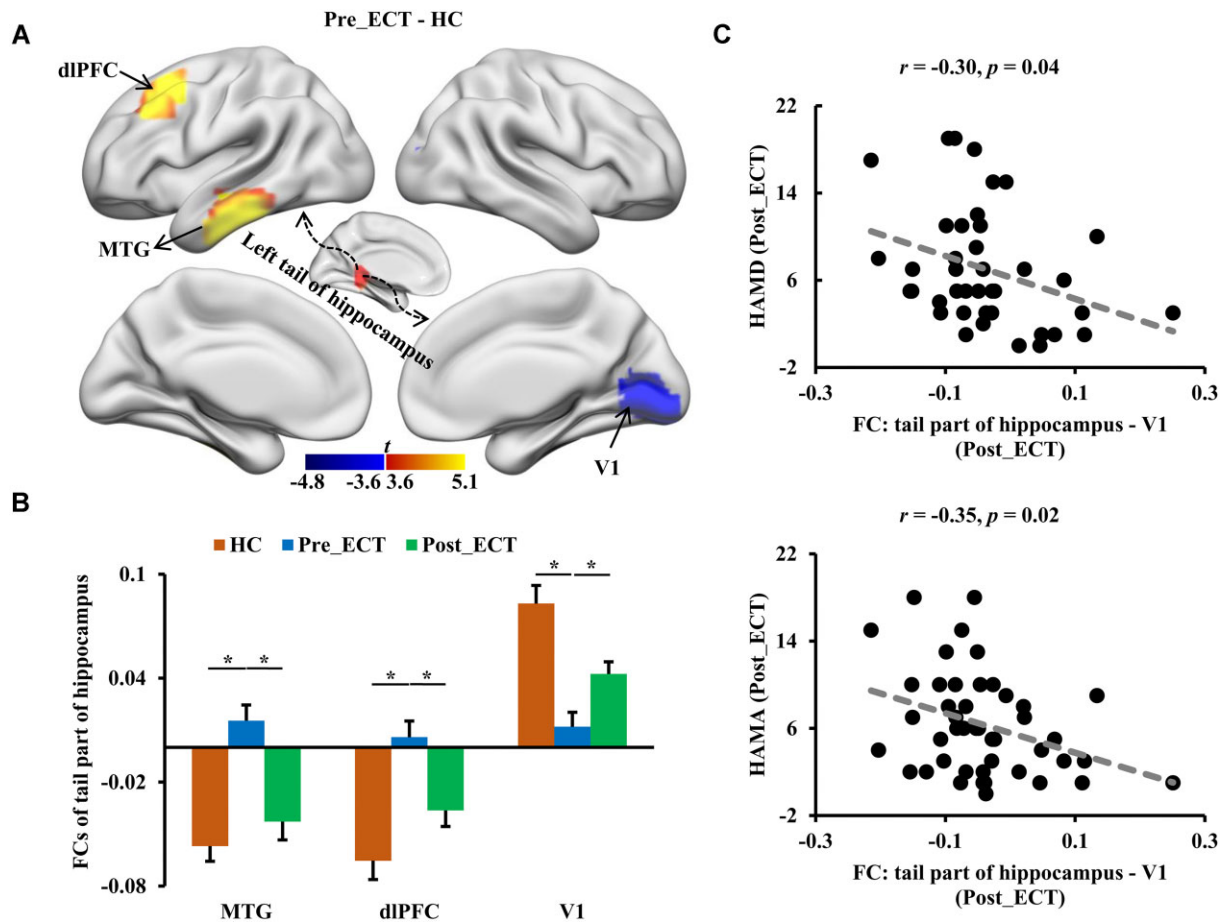 A
Pre_ECT - HC
dlPFC
MTG
Left tail of hippocampus
V1
t
-4.8 -3.6 3.6 5.1
B
HC Pre_ECT Post_ECT
FCs of tail part of hippocampus
0.1
0.04
-0.02
-0.08
* * * * * *
MTG dlPFC V1
C
r = -0.30, p = 0.04
HAMD (Post_ECT)
22
14
6
-2
-0.3 -0.1 0.1 0.3
FC: tail part of hippocampus - V1
(Post_ECT)
r = -0.35, p = 0.02
HAMA (Post_ECT)
22
14
6
-2
-0.3 -0.1 0.1 0.3
FC: tail part of hippocampus - V1
(Post_ECT)